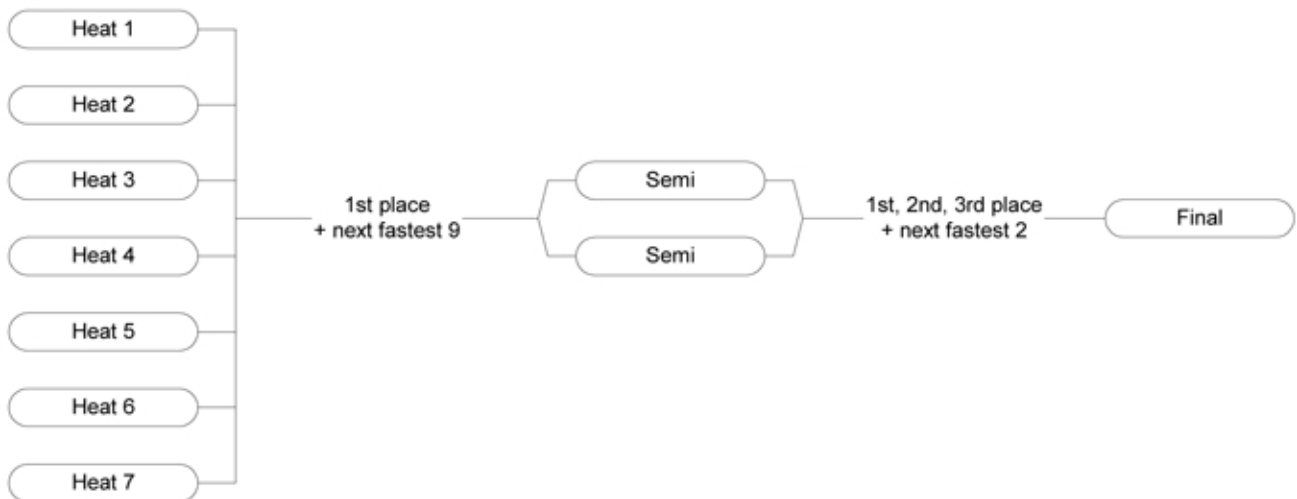 Heat 1
Heat 2
Heat 3
Heat 4
Heat 5
Heat 6
Heat 7
1st place
+ next fastest 9
Semi
Semi
1st, 2nd, 3rd place
+ next fastest 2
Final